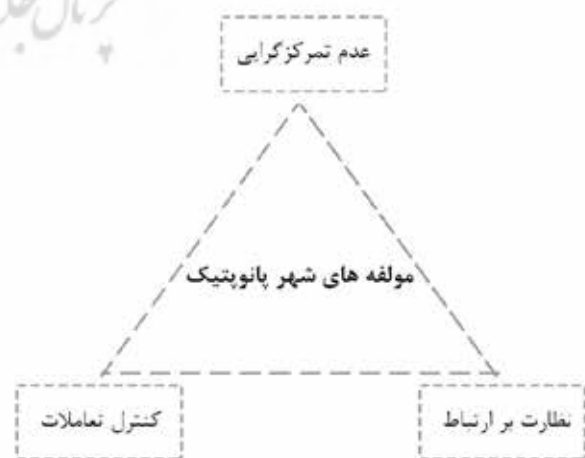 عدم تمرکزگرایی
مولفه های شهر پانوپتیک
نظارت بر ارتباط
کنترل تعاملات